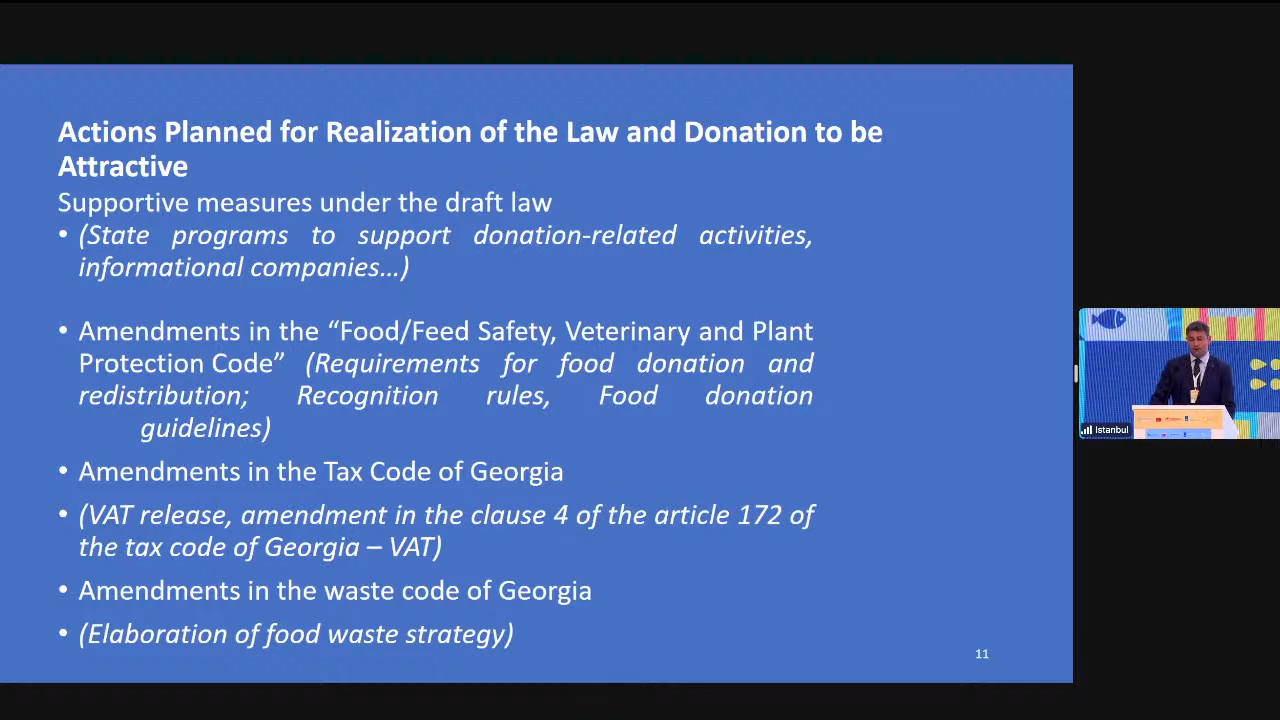 Actions Planned for Realization of the Law and Donation to be
Attractive
Supportive measures under the draft law
• (State programs to support donation-related activities,
informational companies…)
• Amendments in the “Food/Feed Safety, Veterinary and Plant
Protection Code” (Requirements for food donation and
redistribution; Recognition rules, Food donation
guidelines)
• Amendments in the Tax Code of Georgia
• (VAT release, amendment in the clause 4 of the article 172 of
the tax code of Georgia – VAT)
• Amendments in the waste code of Georgia
• (Elaboration of food waste strategy)
11
Istanbul